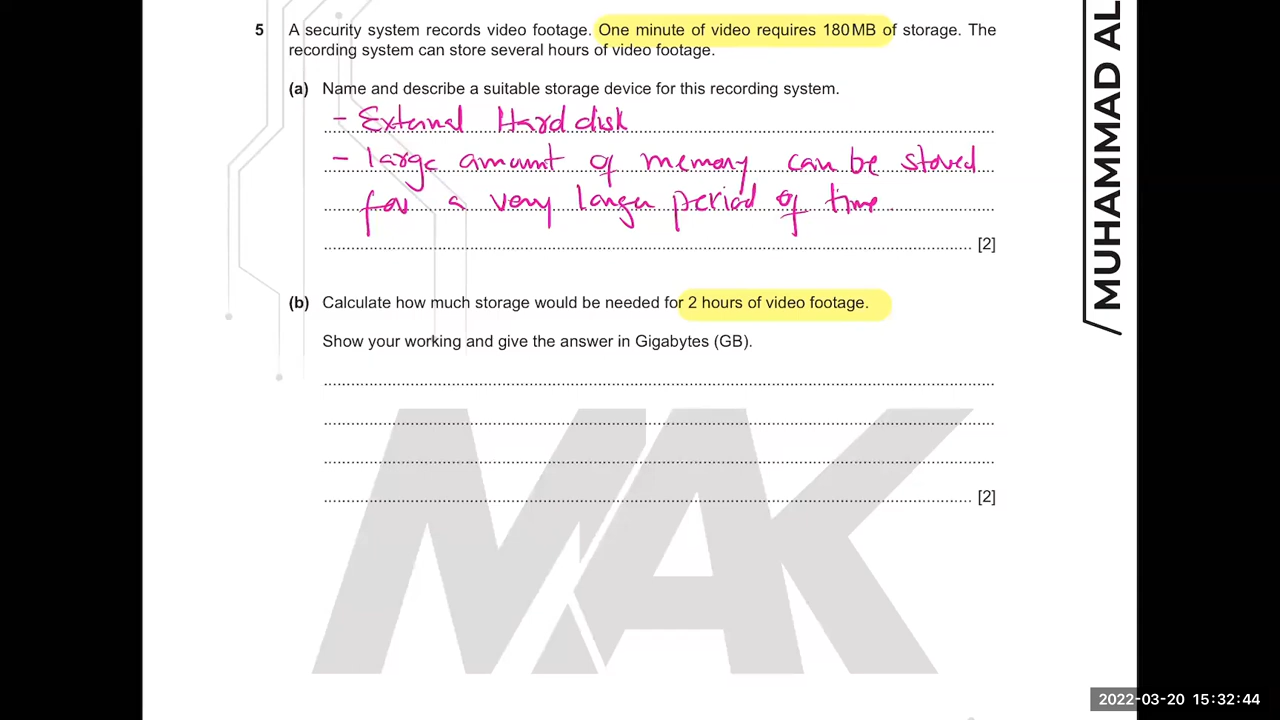 5 A security system records video footage. One minute of video requires 180 MB of storage. The
recording system can store several hours of video footage.
(a) Name and describe a suitable storage device for this recording system.
- External Hard disk
- large amount of memory can be stored
for a very larger period of time.
[2]
(b) Calculate how much storage would be needed for 2 hours of video footage.
Show your working and give the answer in Gigabytes (GB).
[2]
MAK
MUHAMMAD AL
2022-03-20 15:32:44